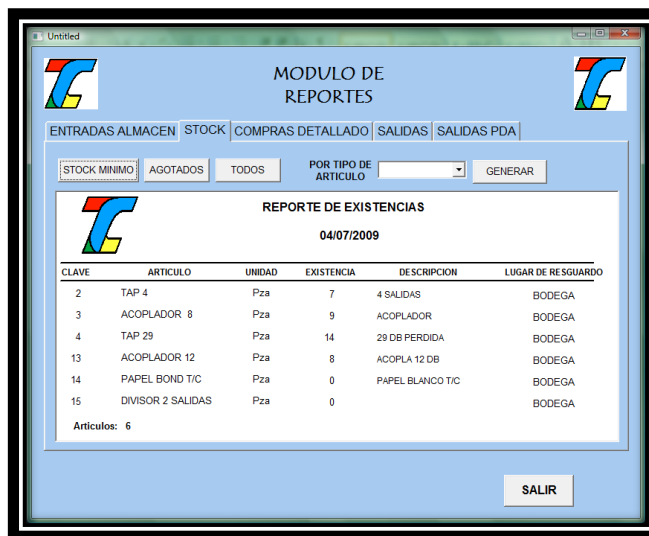 Untitled
MODULO DE
REPORTES
ENTRADAS ALMACEN STOCK COMPRAS DETALLADO SALIDAS SALIDAS PDA
STOCK MINIMO AGOTADOS TODOS POR TIPO DE ARTICULO GENERAR
REPORTE DE EXISTENCIAS
04/07/2009
CLAVE ARTICULO UNIDAD EXISTENCIA DESCRIPCION LUGAR DE RESGUARDO
2 TAP 4 Pza 7 4 SALIDAS BODEGA
3 ACOPLADOR 8 Pza 9 ACOPLADOR BODEGA
4 TAP 29 Pza 14 29 DB PERDIDA BODEGA
13 ACOPLADOR 12 Pza 8 ACOPLA 12 DB BODEGA
14 PAPEL BOND T/C Pza 0 PAPEL BLANCO T/C BODEGA
15 DIVISOR 2 SALIDAS Pza 0 BODEGA
Articulos: 6
SALIR